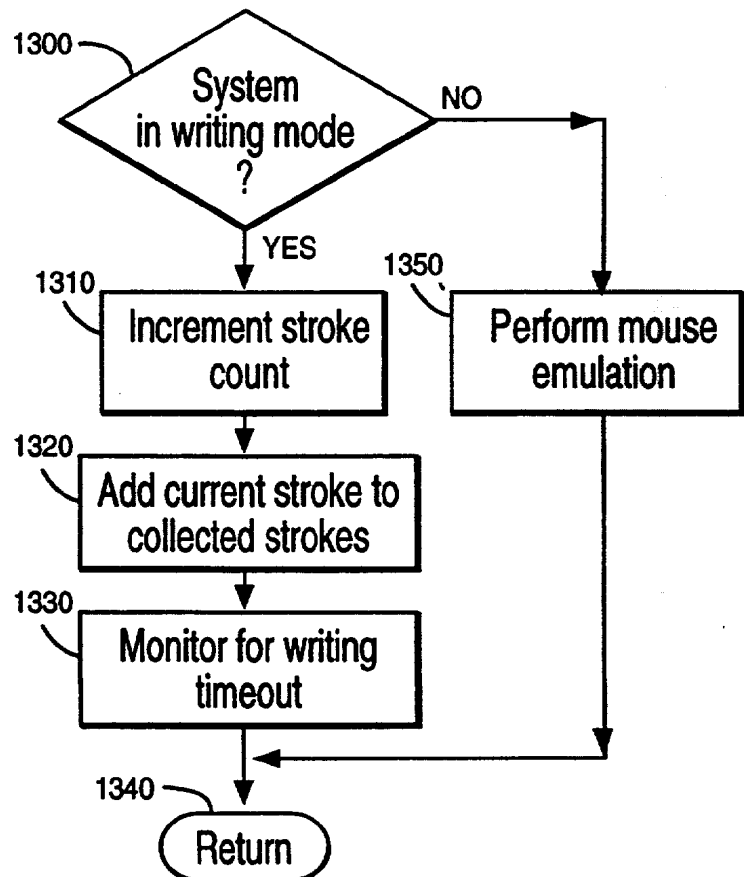 1300
System
in writing mode
?
NO
YES
1310
Increment stroke
count
1350
Perform mouse
emulation
1320
Add current stroke to
collected strokes
1330
Monitor for writing
timeout
1340
Return